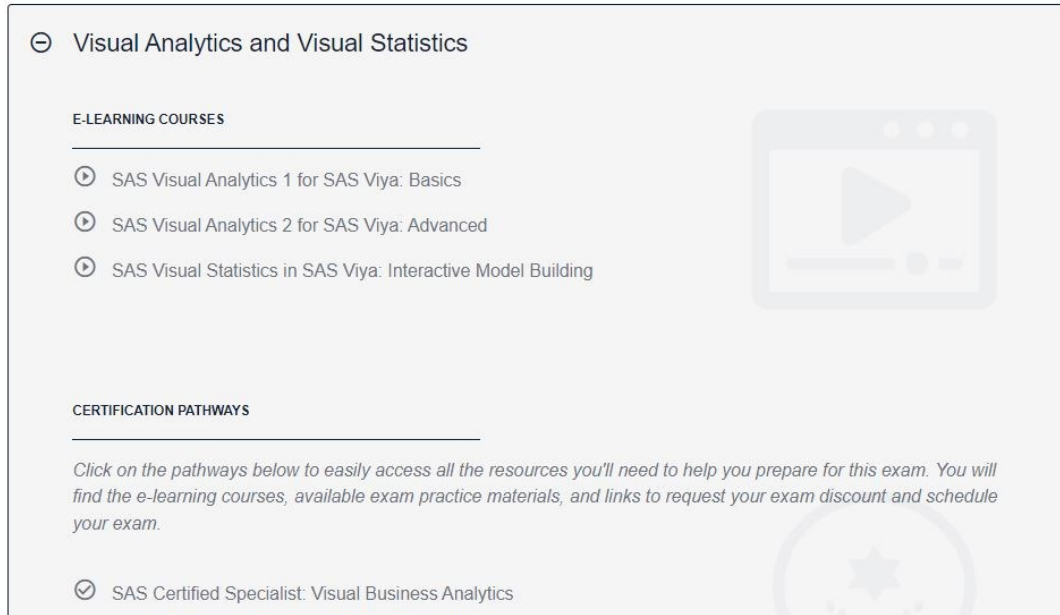 Visual Analytics and Visual Statistics
E-LEARNING COURSES
SAS Visual Analytics 1 for SAS Viya: Basics
SAS Visual Analytics 2 for SAS Viya: Advanced
SAS Visual Statistics in SAS Viya: Interactive Model Building
CERTIFICATION PATHWAYS
Click on the pathways below to easily access all the resources you'll need to help you prepare for this exam. You will
find the e-learning courses, available exam practice materials, and links to request your exam discount and schedule
your exam.
SAS Certified Specialist: Visual Business Analytics